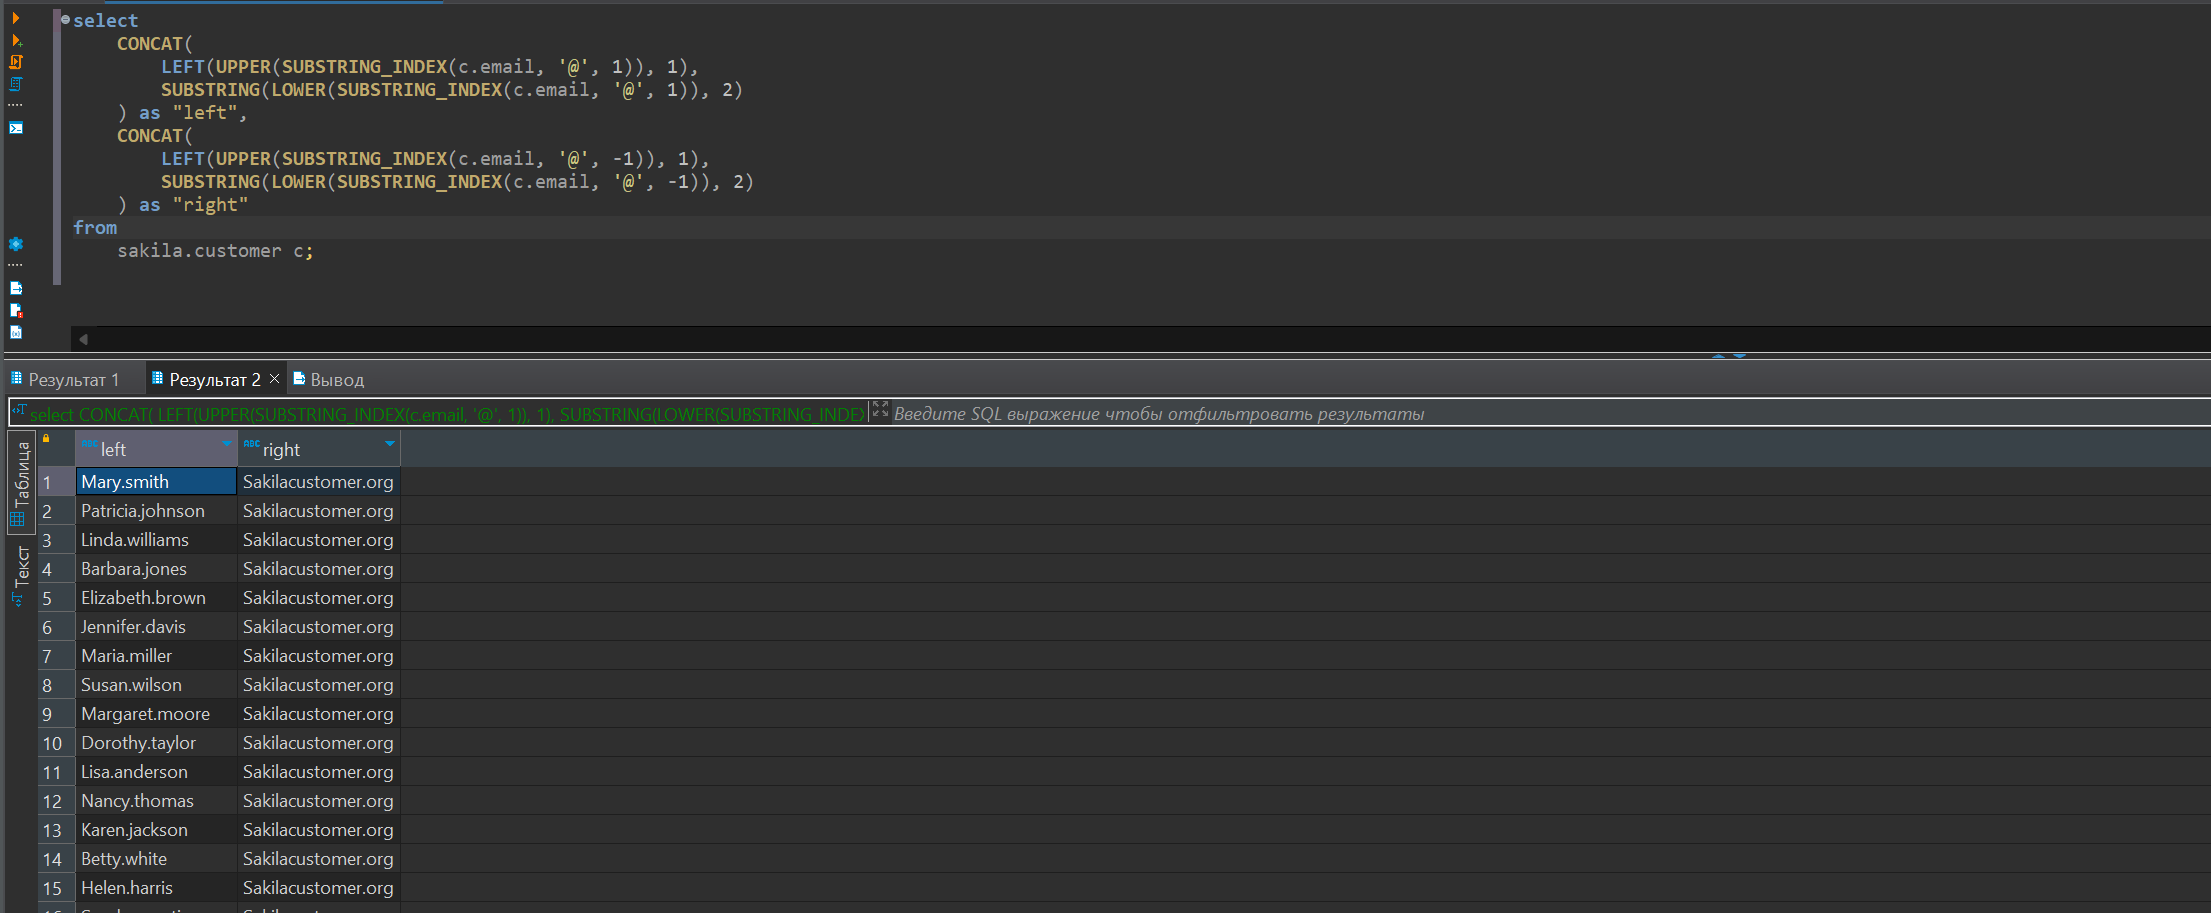 select
CONCAT(
LEFT(UPPER(SUBSTRING_INDEX(c.email, '@', 1)), 1),
SUBSTRING(LOWER(SUBSTRING_INDEX(c.email, '@', 1)), 2)
) as "left",
CONCAT(
LEFT(UPPER(SUBSTRING_INDEX(c.email, '@', -1)), 1),
SUBSTRING(LOWER(SUBSTRING_INDEX(c.email, '@', -1)), 2)
) as "right"
from
sakila.customer c;
Результат 1 Результат 2 Вывод
select CONCAT( LEFT(UPPER(SUBSTRING_INDEX(c.email, '@', 1)), 1), SUBSTRING(LOWER(SUBSTRING_INDEX Введите SQL выражение чтобы отфильтровать результаты
Таблица
Текст
ABC left ABC right
1 Mary.smith Sakilacustomer.org
2 Patricia.johnson Sakilacustomer.org
3 Linda.williams Sakilacustomer.org
4 Barbara.jones Sakilacustomer.org
5 Elizabeth.brown Sakilacustomer.org
6 Jennifer.davis Sakilacustomer.org
7 Maria.miller Sakilacustomer.org
8 Susan.wilson Sakilacustomer.org
9 Margaret.moore Sakilacustomer.org
10 Dorothy.taylor Sakilacustomer.org
11 Lisa.anderson Sakilacustomer.org
12 Nancy.thomas Sakilacustomer.org
13 Karen.jackson Sakilacustomer.org
14 Betty.white Sakilacustomer.org
15 Helen.harris Sakilacustomer.org